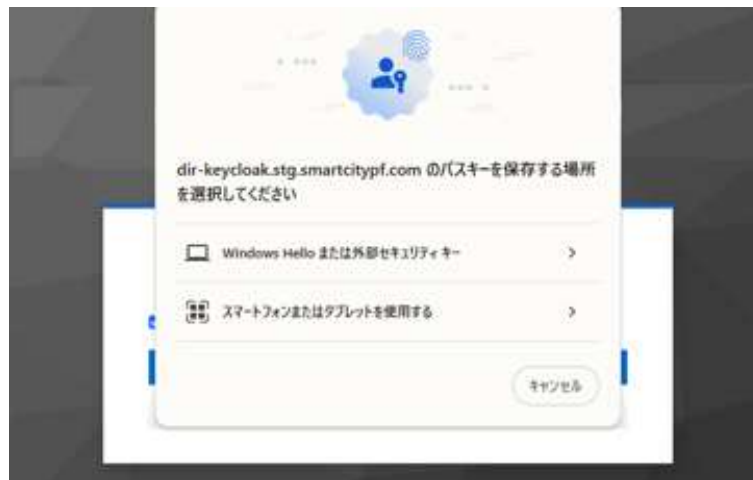 dir-keycloak.stg.smartcitypf.com のパスキーを保存する場所
を選択してください
Windows Hello または外部セキュリティ キー
スマートフォンまたはタブレットを使用する
キャンセル